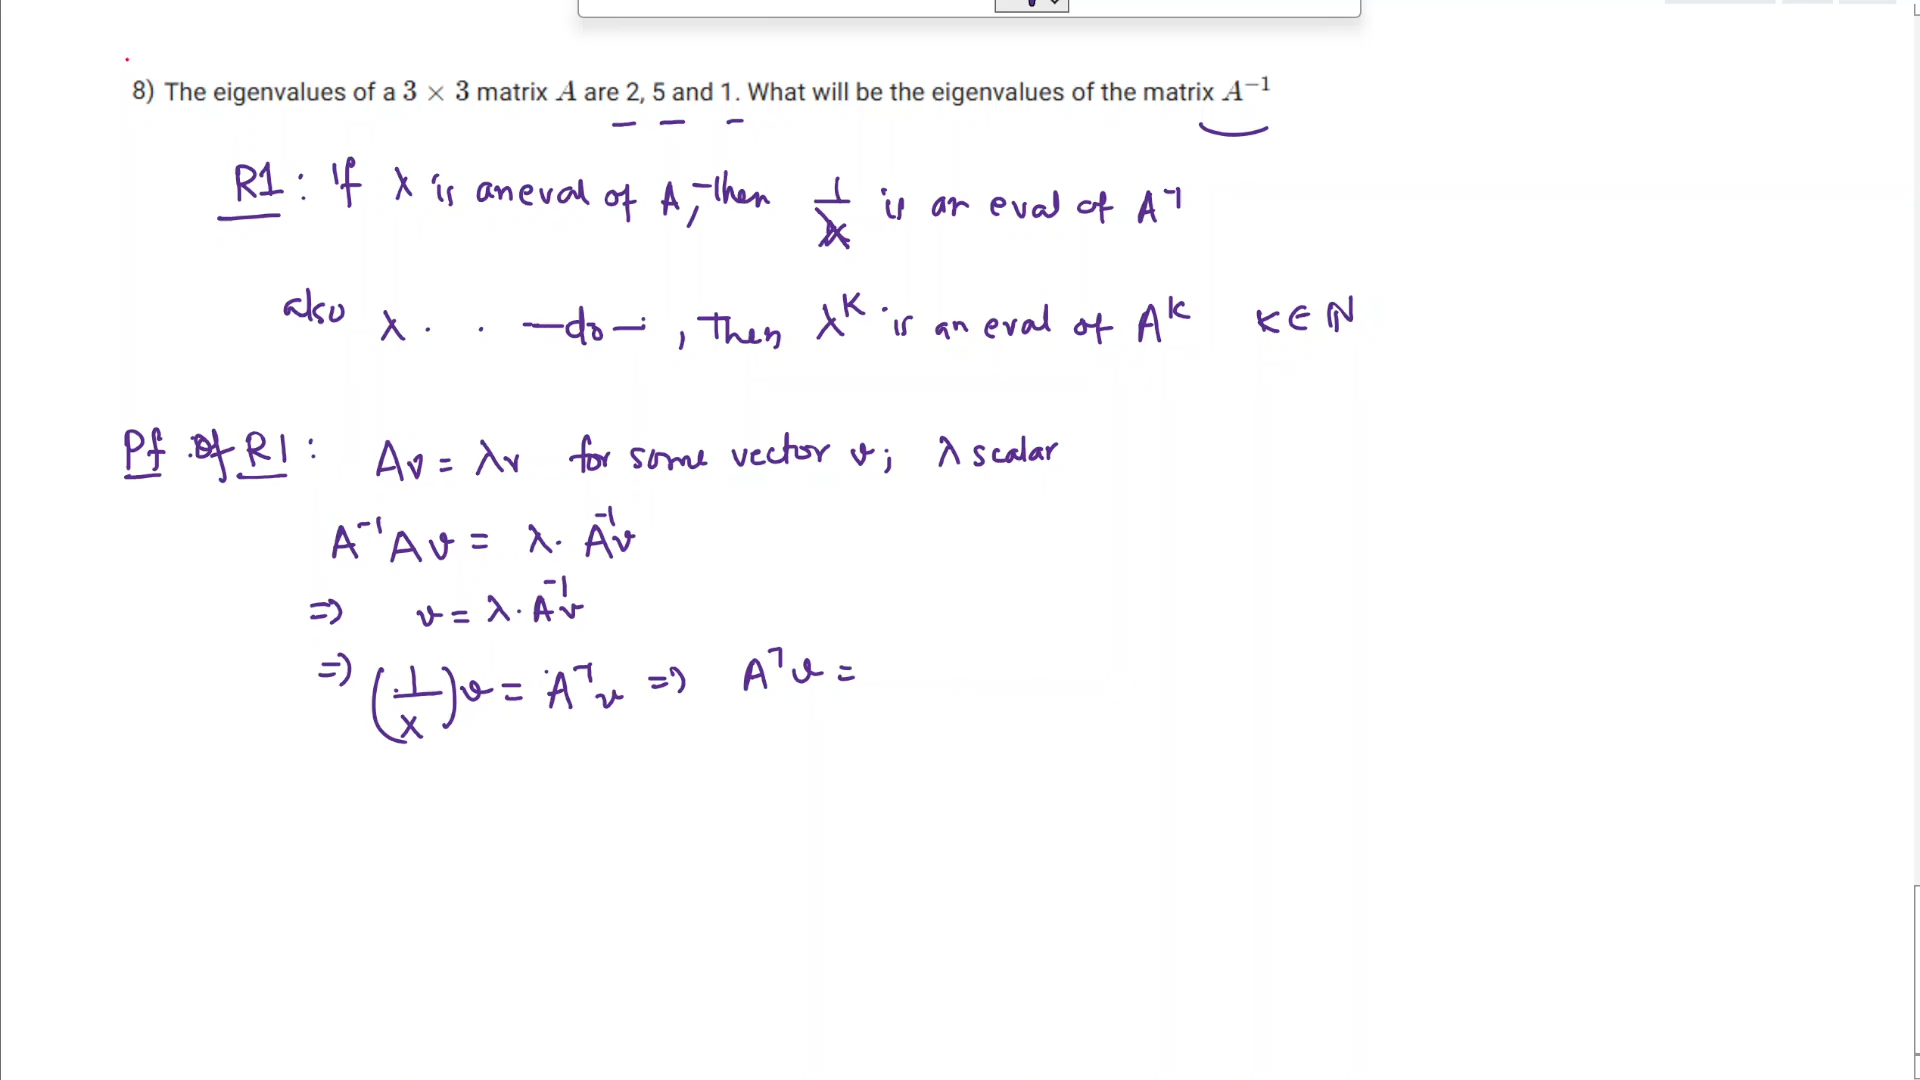 8) The eigenvalues of a 3 × 3 matrix A are 2, 5 and 1. What will be the eigenvalues of the matrix A⁻¹
R1 : If λ is an eval of A, then 1/λ is an eval of A⁻¹
also λ . . —do— , then λᵏ is an eval of Aᵏ k ∈ ℕ
Pf of R1 : Av = λv for some vector v; λ scalar
A⁻¹Av = λ. A⁻¹v
⇒ v = λ. A⁻¹v
⇒ (1/λ)v = A⁻¹v ⇒ A⁻¹v =